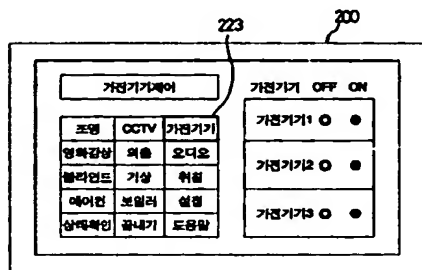 200
223
가전기기제어
가전기기 OFF ON
조명 CCTV 가전기기
영화감상 외출 오디오
블라인드 기상 취침
에어컨 보일러 설정
상태확인 끝내기 도움말
가전기기1
가전기기2
가전기기3